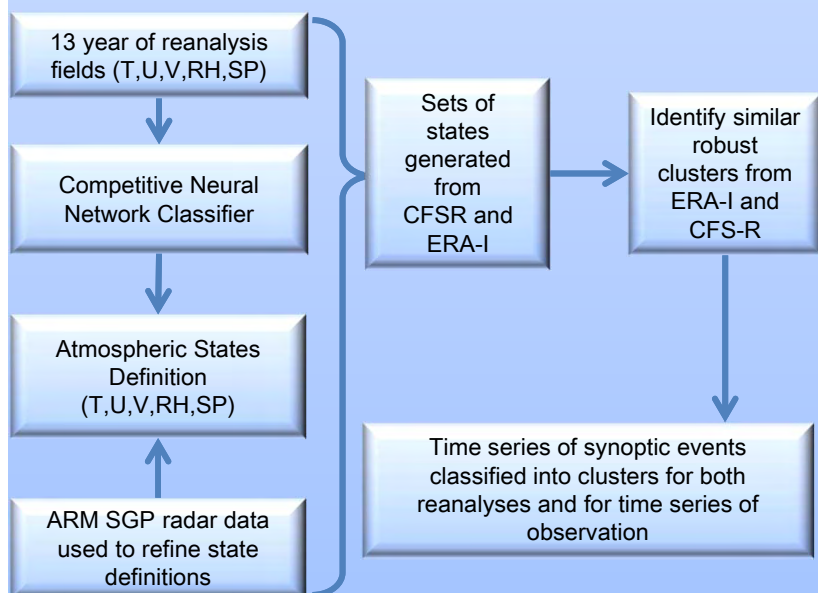 13 year of reanalysis
fields (T,U,V,RH,SP)
Competitive Neural
Network Classifier
Atmospheric States
Definition
(T,U,V,RH,SP)
ARM SGP radar data
used to refine state
definitions
Sets of
states
generated
from
CFSR and
ERA-I
Identify similar
robust
clusters from
ERA-I and
CFS-R
Time series of synoptic events
classified into clusters for both
reanalyses and for time series of
observation